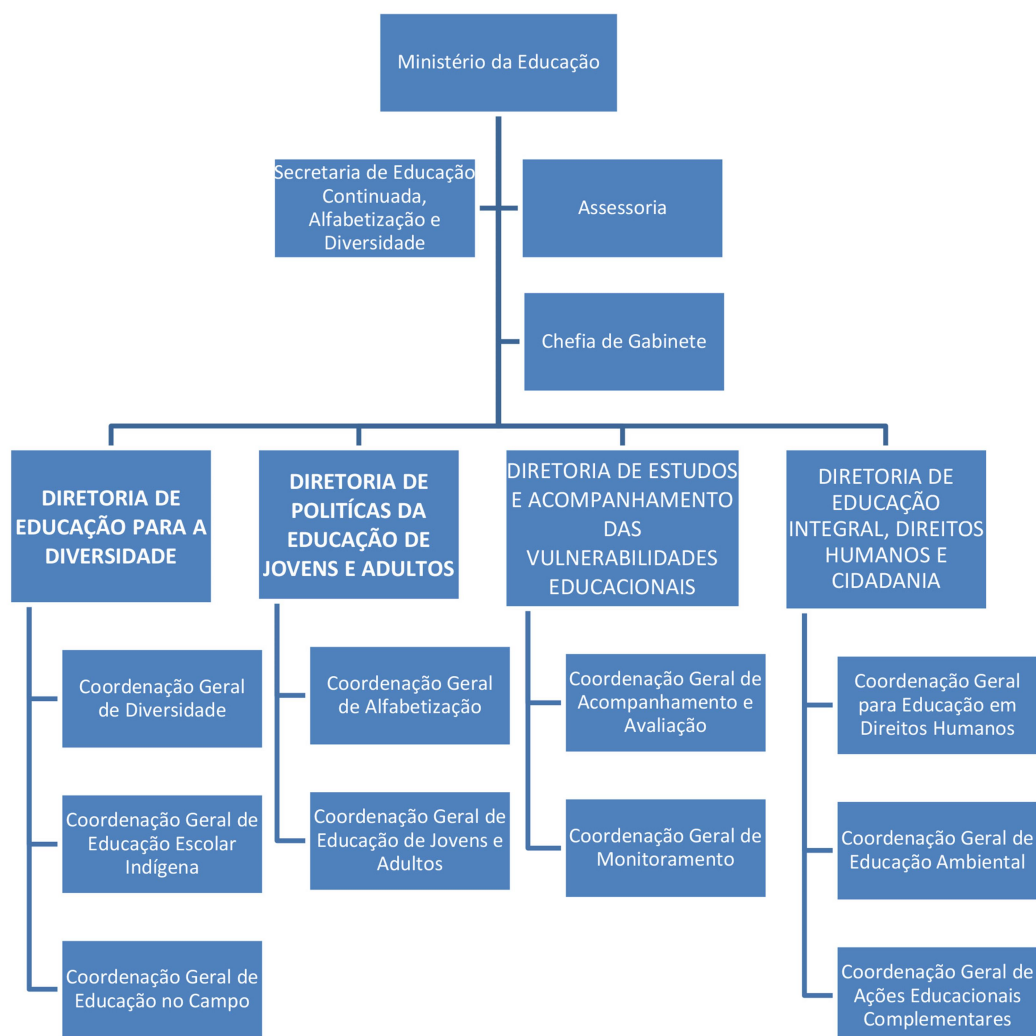 Ministério da Educação
Secretaria de Educação
Continuada,
Alfabetização e
Diversidade
Assessoria
Chefia de Gabinete
DIRETORIA DE
EDUCAÇÃO PARA A
DIVERSIDADE
Coordenação Geral
de Diversidade
Coordenação Geral de
Educação Escolar
Indígena
Coordenação Geral de
Educação no Campo
DIRETORIA DE
POLITÍCAS DA
EDUCAÇÃO DE
JOVENS E ADULTOS
Coordenação Geral
de Alfabetização
Coordenação Geral de
Educação de Jovens e
Adultos
DIRETORIA DE ESTUDOS
E ACOMPANHAMENTO
DAS
VULNERABILIDADES
EDUCACIONAIS
Coordenação Geral de
Acompanhamento e
Avaliação
Coordenação Geral de
Monitoramento
DIRETORIA DE
EDUCAÇÃO
INTEGRAL, DIREITOS
HUMANOS E
CIDADANIA
Coordenação Geral
para Educação em
Direitos Humanos
Coordenação Geral de
Educação Ambiental
Coordenação Geral de
Ações Educacionais
Complementares